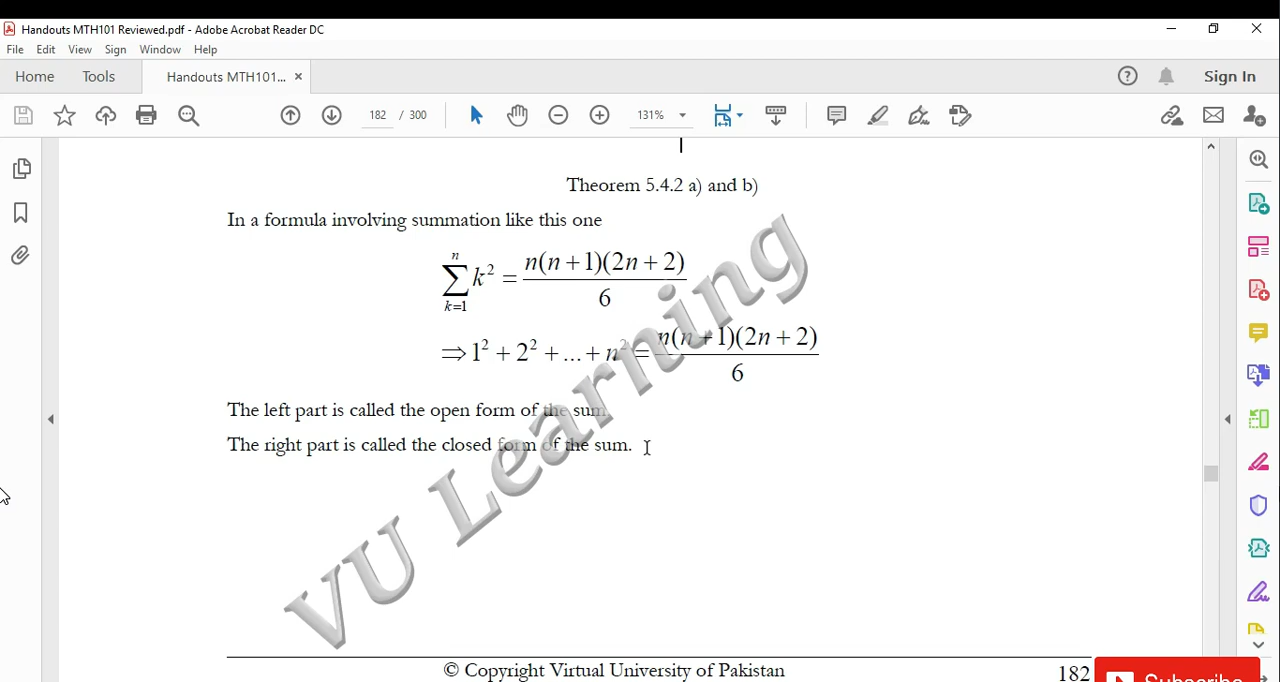 Handouts MTH101 Reviewed.pdf - Adobe Acrobat Reader DC
File Edit View Sign Window Help
Home Tools Handouts MTH101... × Sign In
182 / 300 131%
Theorem 5.4.2 a) and b)
In a formula involving summation like this one
n∑k=1 k² = n(n + 1)(2n + 2) / 6
⇒ 1² + 2² + ... + n² = n(n + 1)(2n + 2) / 6
The left part is called the open form of the sum.
The right part is called the closed form of the sum.
VU Learning
© Copyright Virtual University of Pakistan 182
Subscribe